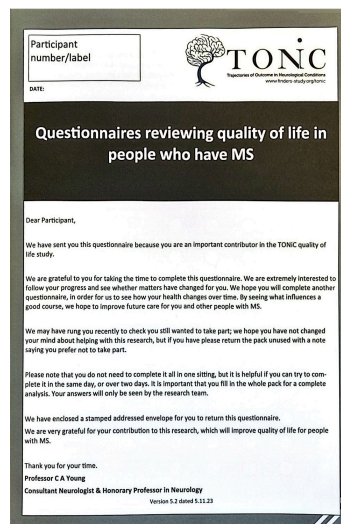 Participant
number/label
TONiC
Trajectories of Outcome in Neurological Conditions
DATE:
Questionnaires reviewing quality of life in
people who have MS
Dear Participant,
We have sent you this questionnaire because you are an important contributor in the TONiC quality of
life study.
We are grateful to you for taking the time to complete this questionnaire. We are extremely interested to
follow your progress and see whether matters have changed for you. We hope you will complete another
questionnaire, in order for us to see how your health changes over time. By seeing what influences a
good course, we hope to improve future care for you and other people with MS.
We may have rung you recently to check you still wanted to take part; we hope you have not changed
your mind about helping with this research, but if you have please return the pack unused with a note
saying you prefer not to take part.
Please note that you do not need to complete it all in one sitting, but it is helpful if you can try to com-
plete it in the same day, or over two days. It is important that you fill in the whole pack for a complete
analysis. Your answers will only be seen by the research team.
We have enclosed a stamped addressed envelope for you to return this questionnaire.
We are very grateful for your contribution to this research, which will improve quality of life for people
with MS.
Thank you for your time.
Professor C A Young
Consultant Neurologist & Honorary Professor in Neurology
Version 5.2 dated 5.11.23